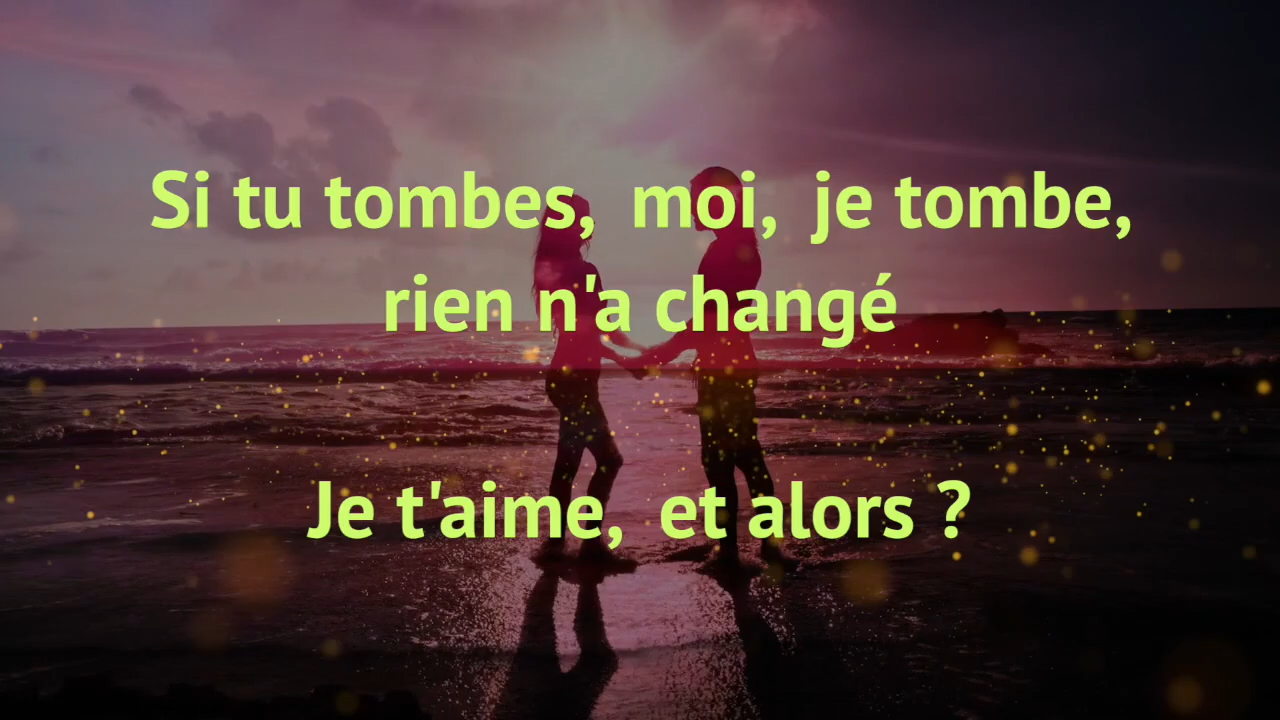 Si tu tombes, moi, je tombe,
rien n'a changé
Je t'aime, et alors ?